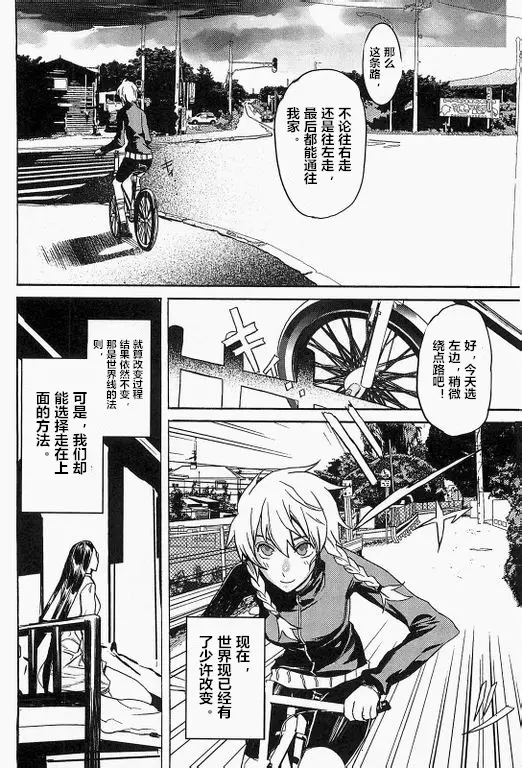 那么
这条路，
不论往右走
还是往左走
最后都能通往
我家。
好，今天选
左边，稍微
绕点路吧！
就算改变过程
结果依然不变，
那是世界线的法
则，
可是，我们却
能选择走在上
面的方法。
现在，
世界现已经有
了少许改变。